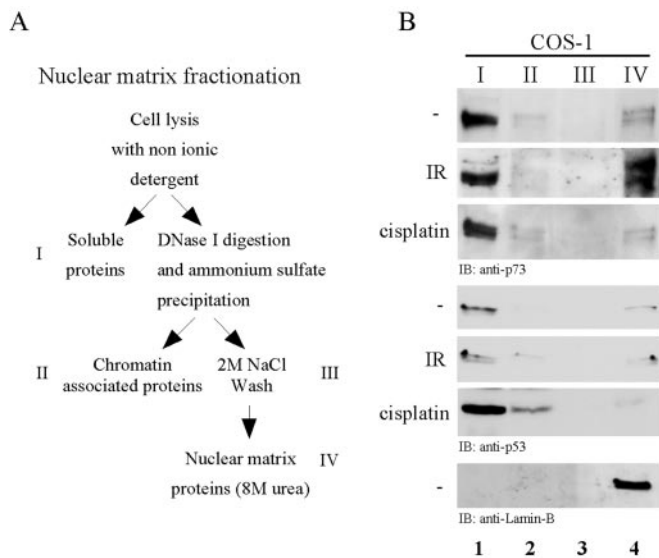 A
Nuclear matrix fractionation
Cell lysis
with non ionic
detergent
I
Soluble
proteins
DNase I digestion
and ammonium sulfate
precipitation
II
Chromatin
associated proteins
2M NaCl
Wash
III
Nuclear matrix
proteins (8M urea)
IV
B
COS-1
I II III IV
-
IR
cisplatin
IB: anti-p73
-
IR
cisplatin
IB: anti-p53
-
IB: anti-Lamin-B
1 2 3 4